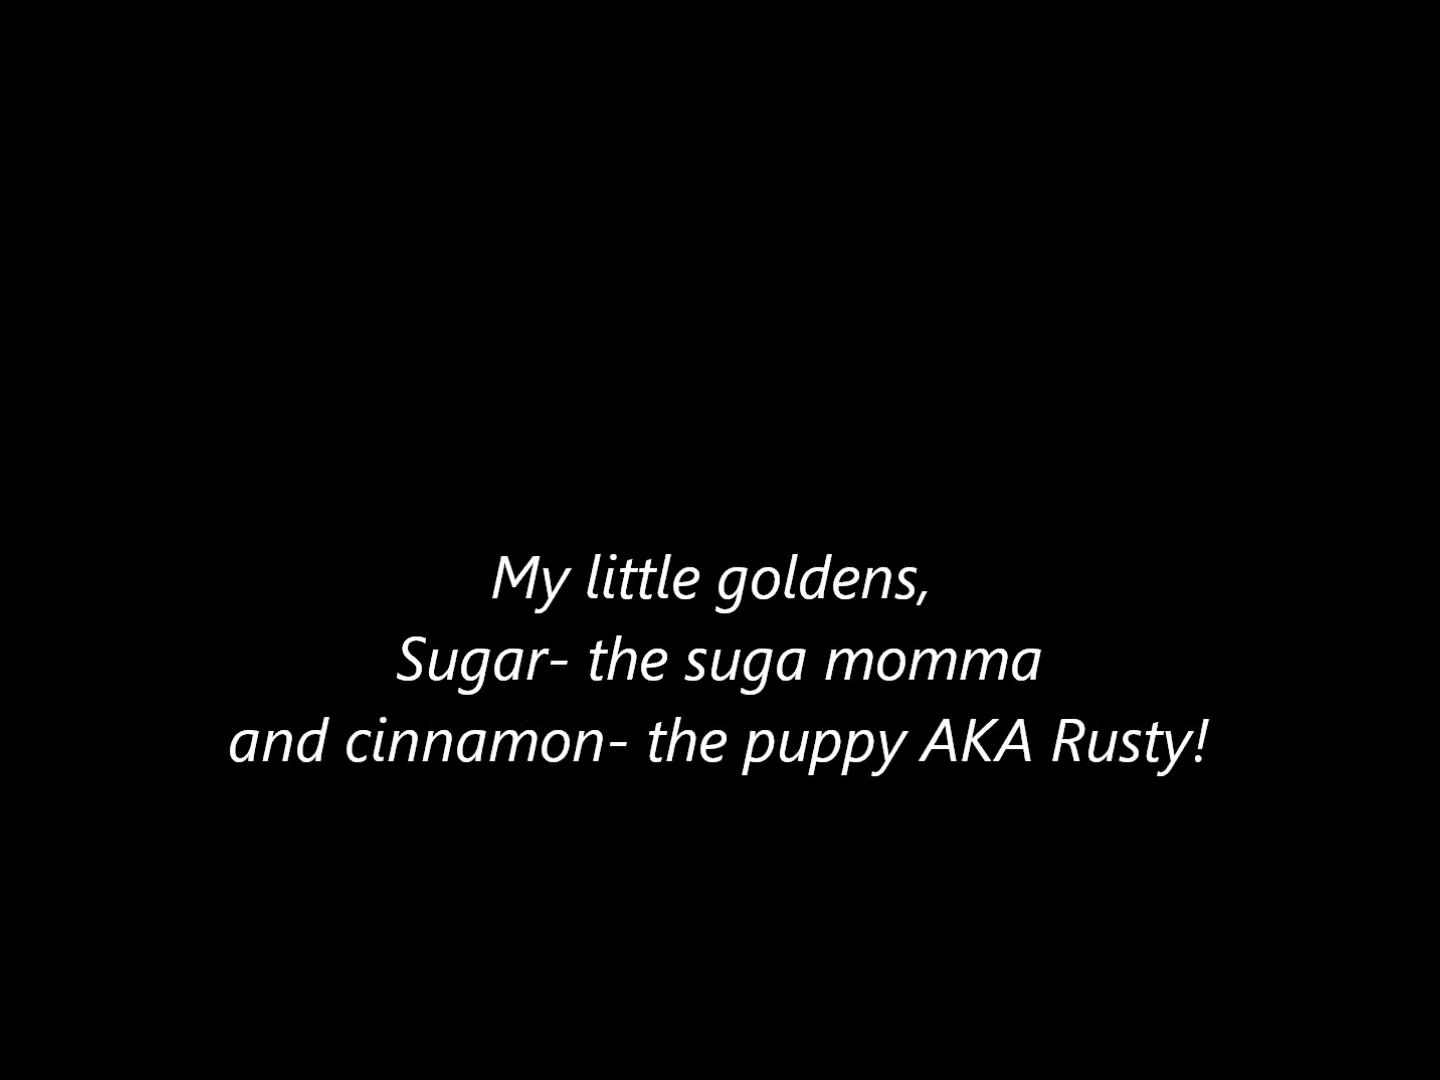 My little goldens,
Sugar- the suga momma
and cinnamon- the puppy AKA Rusty!